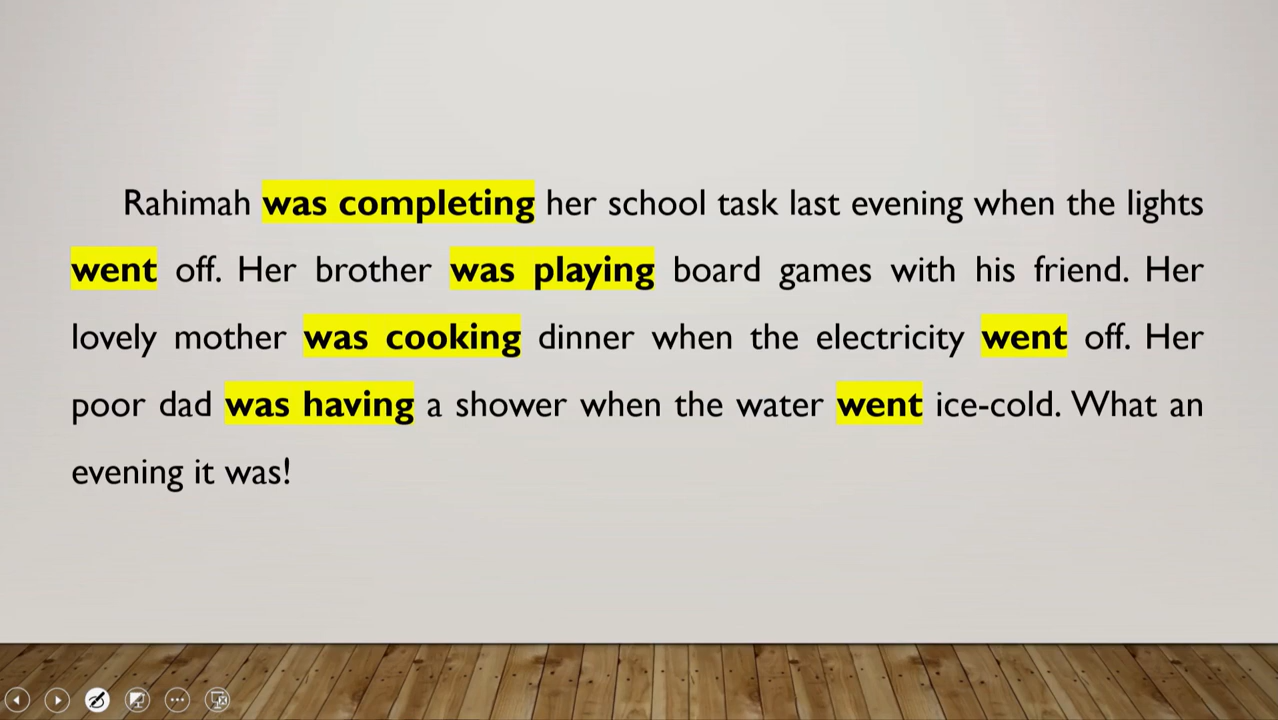 Rahimah was completing her school task last evening when the lights
went off. Her brother was playing board games with his friend. Her
lovely mother was cooking dinner when the electricity went off. Her
poor dad was having a shower when the water went ice-cold. What an
evening it was!